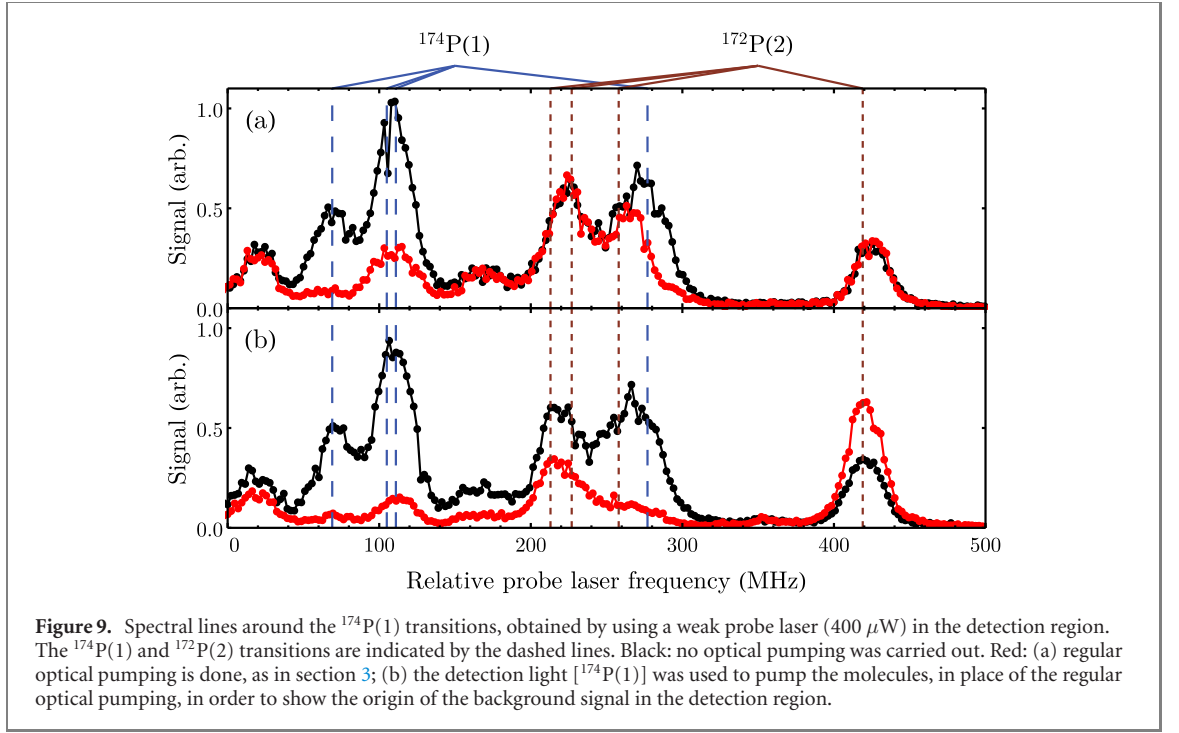 ¹⁷⁴P(1) ¹⁷²P(2)
(a)
1.0
0.5
0.0
Signal (arb.)
(b)
1.0
0.5
0.0
Signal (arb.)
0 100 200 300 400 500
Relative probe laser frequency (MHz)
Figure 9. Spectral lines around the ¹⁷⁴P(1) transitions, obtained by using a weak probe laser (400 μW) in the detection region.
The ¹⁷⁴P(1) and ¹⁷²P(2) transitions are indicated by the dashed lines. Black: no optical pumping was carried out. Red: (a) regular
optical pumping is done, as in section 3; (b) the detection light [¹⁷⁴P(1)] was used to pump the molecules, in place of the regular
optical pumping, in order to show the origin of the background signal in the detection region.